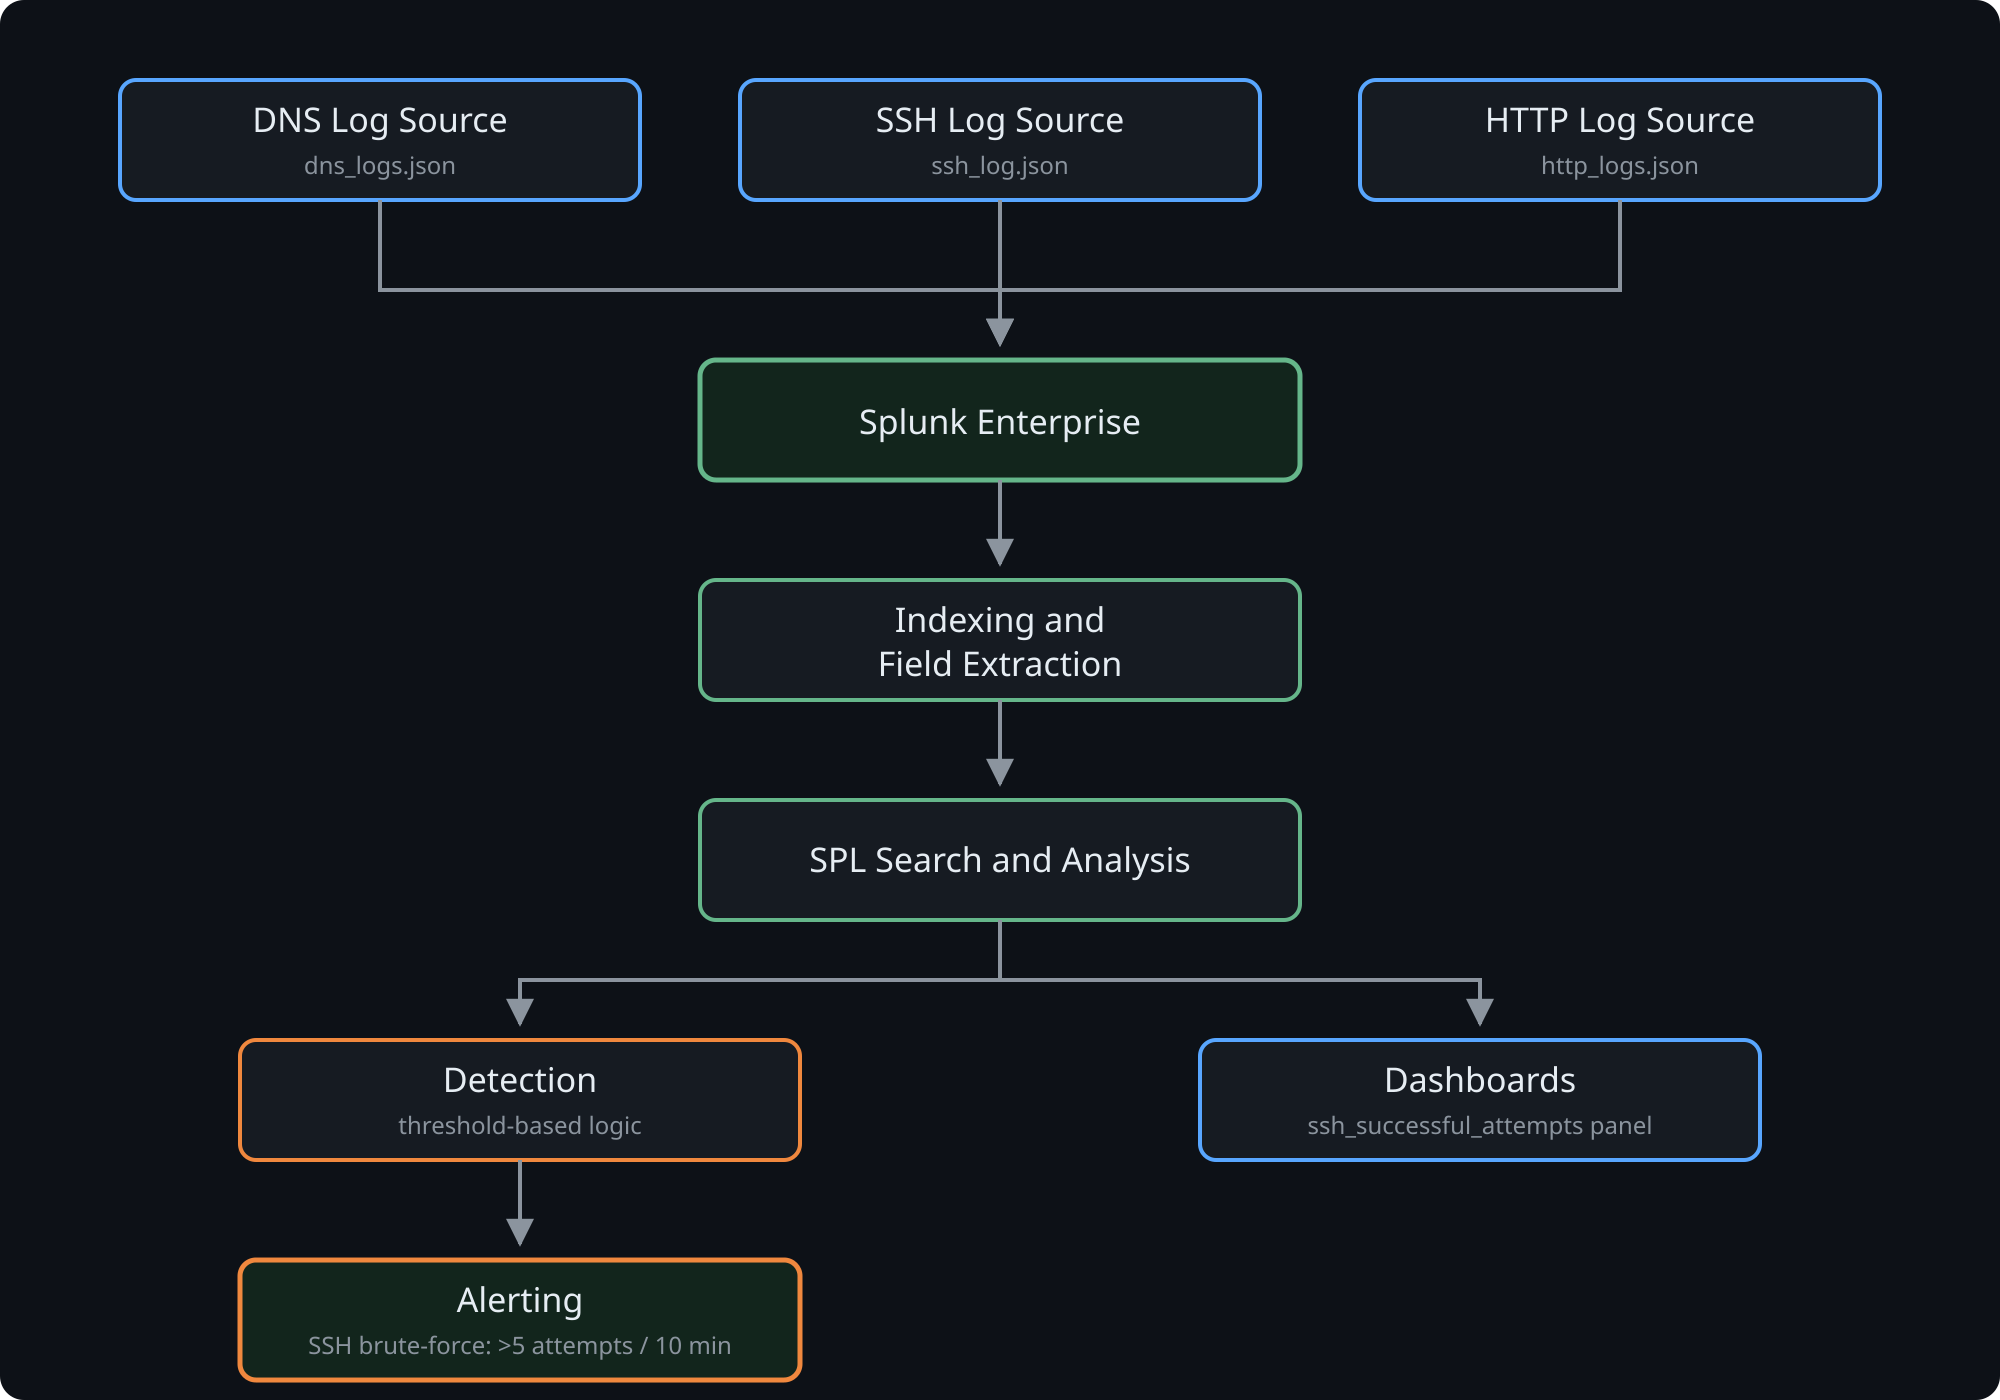 DNS Log Source
dns_logs.json
SSH Log Source
ssh_log.json
HTTP Log Source
http_logs.json
Splunk Enterprise
Indexing and
Field Extraction
SPL Search and Analysis
Detection
threshold-based logic
Dashboards
ssh_successful_attempts panel
Alerting
SSH brute-force: >5 attempts / 10 min